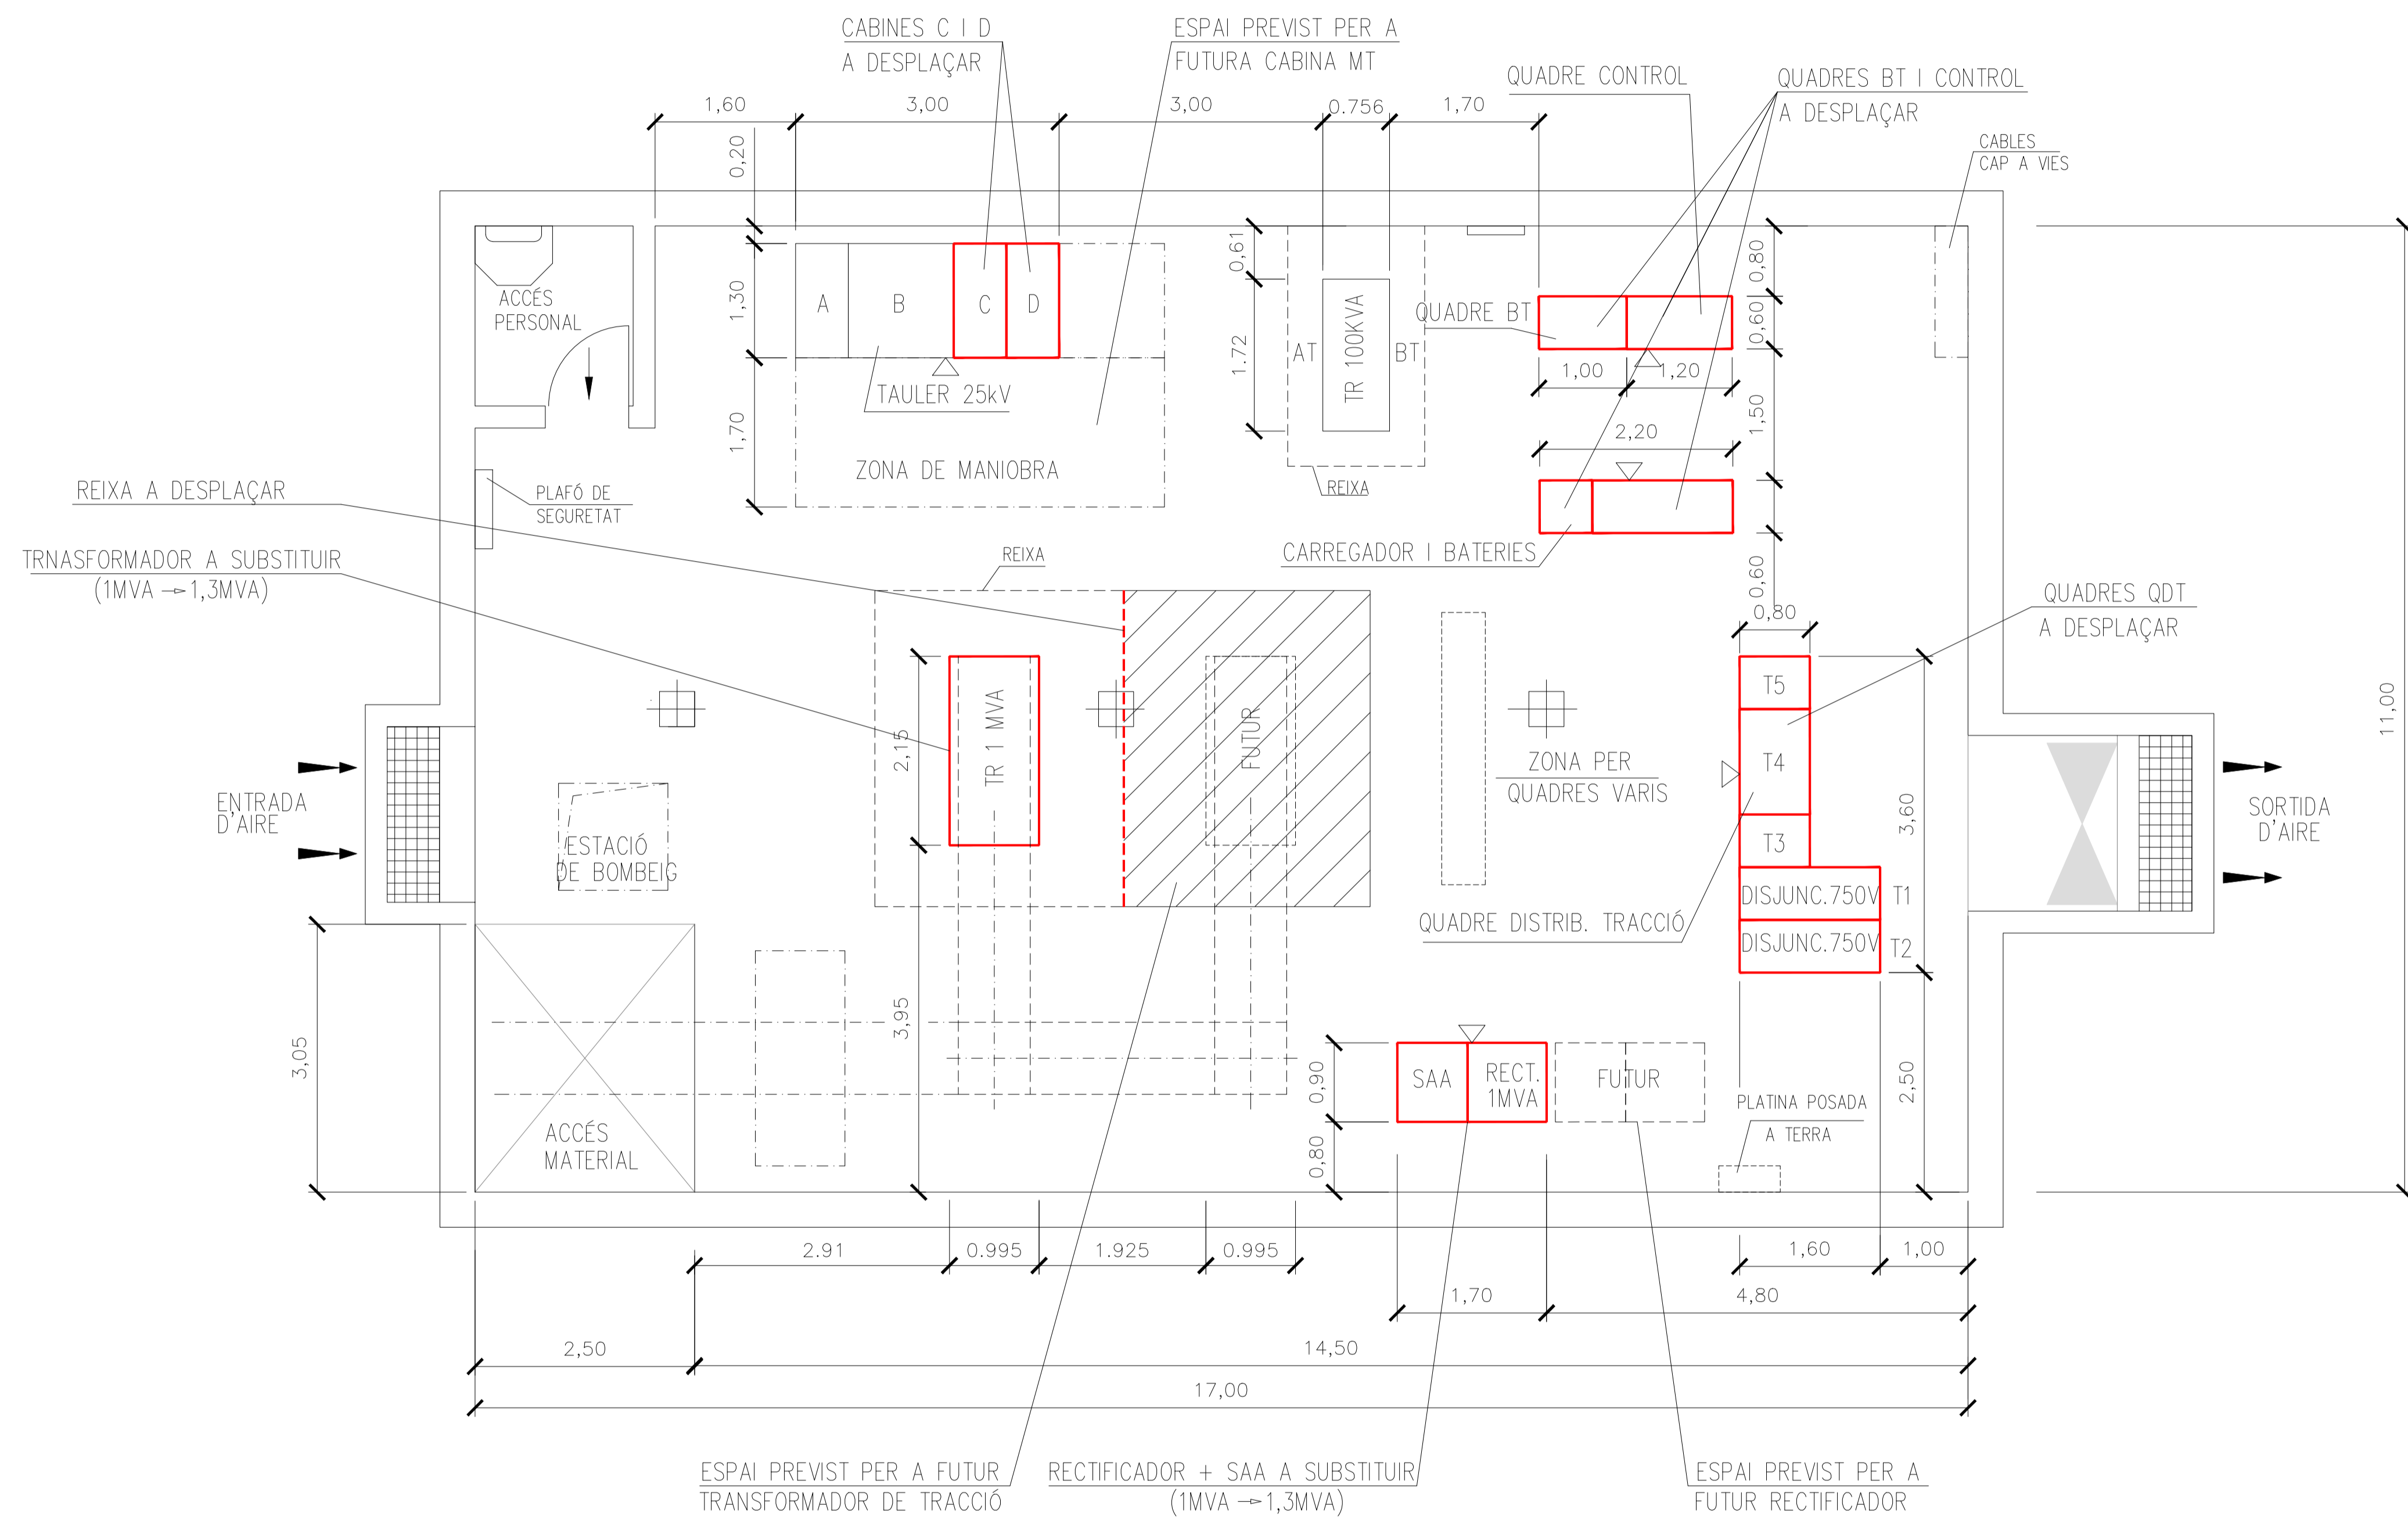 CABINES C I D
A DESPLAÇAR
ESPAI PREVIST PER A
FUTURA CABINA MT
QUADRE CONTROL
QUADRES BT I CONTROL
A DESPLAÇAR
CABLES
CAP A VIES
1,60
3,00
3,00
0.756
1,70
0,20
1,30
1,70
ACCÉS
PERSONAL
A
B
C
D
TAULER 25kV
ZONA DE MANIOBRA
0,61
1.72
AT
TR 100KVA
BT
REIXA
QUADRE BT
1,00
1,20
2,20
0,80
0,60
1,50
0,60
CARREGADOR I BATERIES
REIXA A DESPLAÇAR
PLAFÓ DE
SEGURETAT
TRNASFORMADOR A SUBSTITUIR
(1MVA → 1,3MVA)
REIXA
QUADRES QDT
A DESPLAÇAR
0,80
11,00
2,15
TR 1 MVA
FUTUR
ZONA PER
QUADRES VARIS
T5
T4
T3
DISJUNC.750V T1
DISJUNC.750V T2
3,60
ENTRADA
D'AIRE
ESTACIÓ
DE BOMBEIG
SORTIDA
D'AIRE
QUADRE DISTRIB. TRACCIÓ
3,05
3,95
ACCÉS
MATERIAL
0,90
0,80
SAA
RECT.
1MVA
FUTUR
PLATINA POSADA
A TERRA
2,50
2.91
0.995
1.925
0.995
1,60
1,00
1,70
4,80
2,50
14,50
17,00
ESPAI PREVIST PER A FUTUR
TRANSFORMADOR DE TRACCIÓ
RECTIFICADOR + SAA A SUBSTITUIR
(1MVA → 1,3MVA)
ESPAI PREVIST PER A
FUTUR RECTIFICADOR